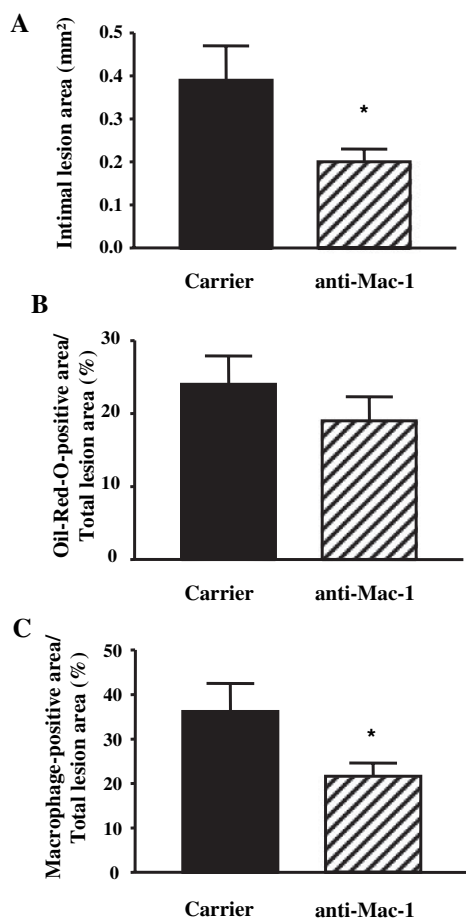 A
Intimal lesion area (mm²)
0.5
0.4
0.3
0.2
0.1
0.0
*
Carrier anti-Mac-1
B
Oil-Red-O-positive area/
Total lesion area (%)
30
20
10
0
Carrier anti-Mac-1
C
Macrophage-positive area/
Total lesion area (%)
50
40
30
20
10
0
*
Carrier anti-Mac-1